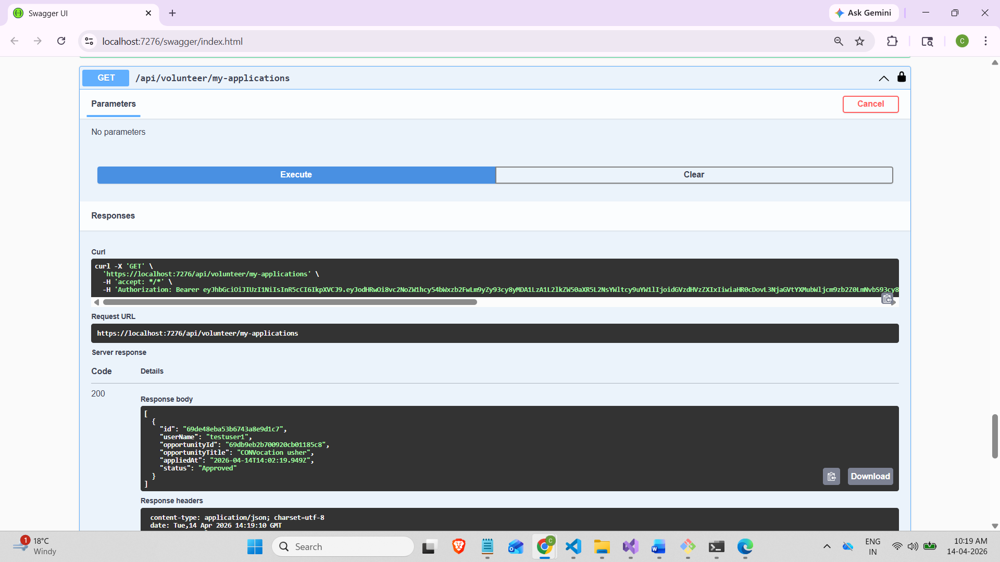 Swagger UI
Ask Gemini
localhost:7276/swagger/index.html
C
GET /api/volunteer/my-applications
Parameters
Cancel
No parameters
Execute
Clear
Responses
Curl
curl -X 'GET' \
'https://localhost:7276/api/volunteer/my-applications' \
-H 'accept: */*' \
-H 'Authorization: Bearer eyJhbGciOiJIUzI1NiIsInR5cCI6IkpXVCJ9.eyJodHRwOi8vc2NoZW1hcy54bWxzb2FwLm9yZy93cy8yMDA1LzA1L2lkZW50aXR5L2NsYWltcy9uYW1lIjoidGVzdHVzZXIxIiwiaHR0cDovL3NjaGVtYXMubWljcm9zb2Z0LmNvbS93cy8
Request URL
https://localhost:7276/api/volunteer/my-applications
Server response
Code
Details
200
Response body
[
{
"id": "69de48eba53b6743a8e9d1c7",
"userName": "testuser1",
"opportunityId": "69db9eb2b700920cb01185c8",
"opportunityTitle": "CONVocation usher",
"appliedAt": "2026-04-14T14:02:19.949Z",
"status": "Approved"
}
]
Download
Response headers
content-type: application/json; charset=utf-8
date: Tue,14 Apr 2026 14:19:10 GMT
1
18°C
Windy
Search
C
ENG
IN
10:19 AM
14-04-2026